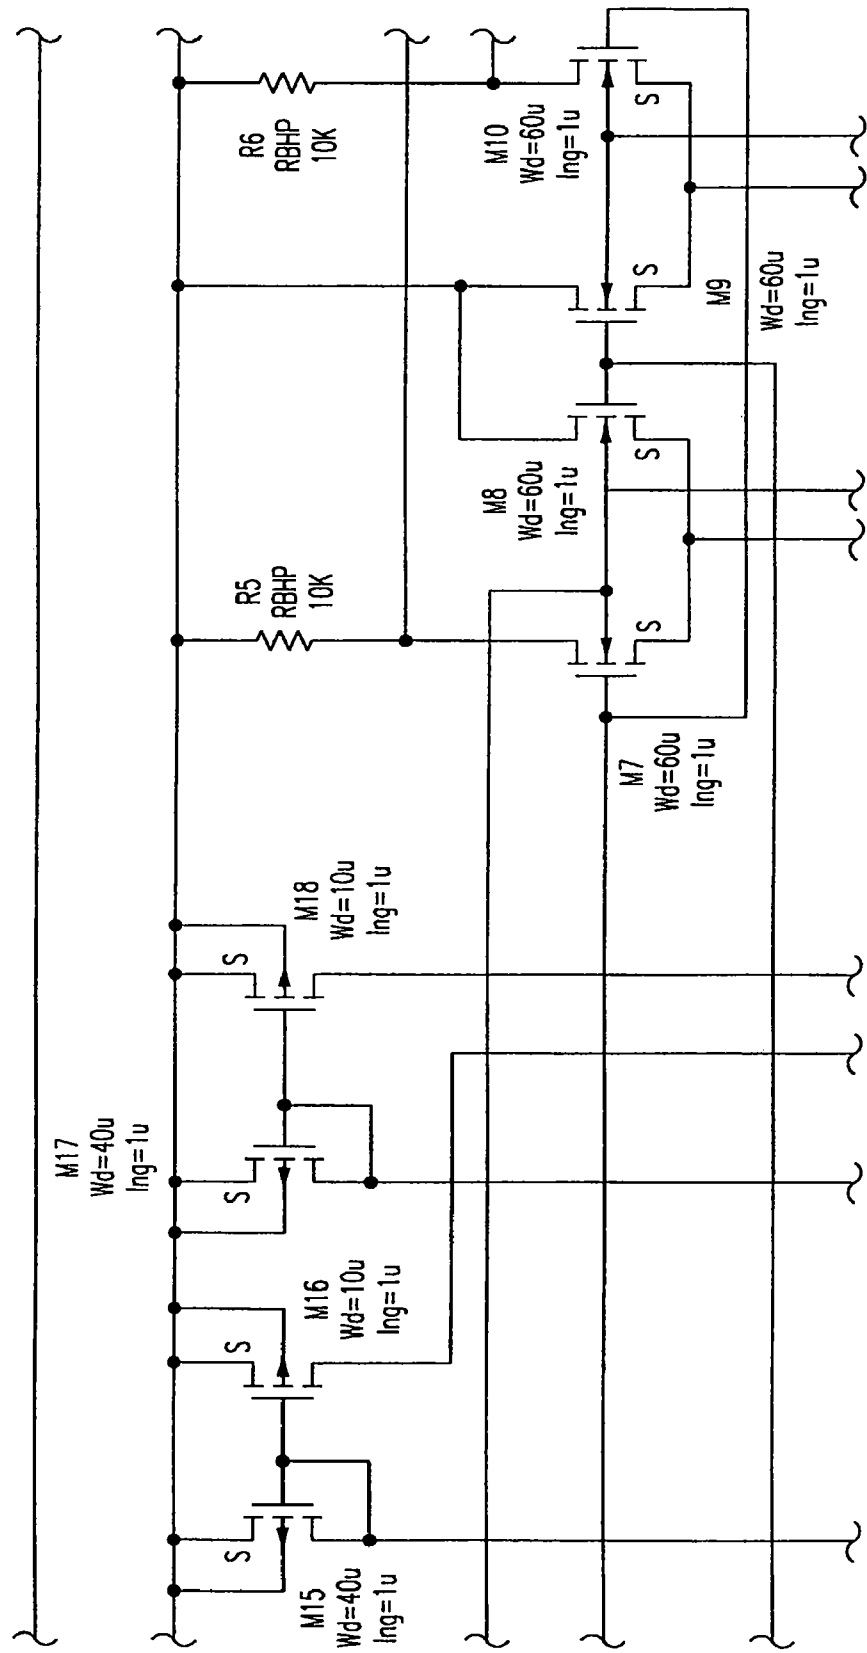 M15
Wd=40u
lng=1u
S
S
M16
Wd=10u
lng=1u
M17
Wd=40u
lng=1u
S
S
M18
Wd=10u
lng=1u
R5
RBHP
10K
R6
RBHP
10K
M7
Wd=60u
lng=1u
S
M8
Wd=60u
lng=1u
S
S
M9
Wd=60u
lng=1u
M10
Wd=60u
lng=1u
S